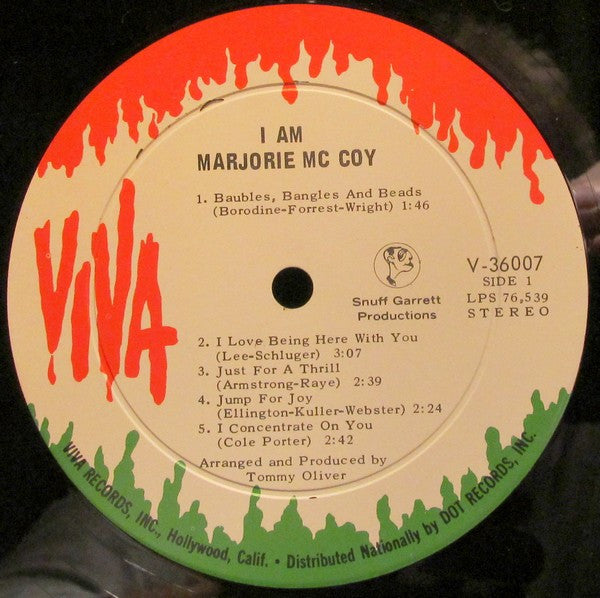 I AM
MARJORIE MC COY
1. Baubles, Bangles And Beads
(Borodine-Forrest-Wright) 1:46
VIVA
Snuff Garrett
Productions
V-36007
SIDE 1
LPS 76,539
STEREO
2. I Love Being Here With You
(Lee-Schluger) 3:07
3. Just For A Thrill
(Armstrong-Raye) 2:39
4. Jump For Joy
(Ellington-Kuller-Webster) 2:24
5. I Concentrate On You
(Cole Porter) 2:42
Arranged and Produced by
Tommy Oliver
VIVA RECORDS, INC., Hollywood, Calif. • Distributed Nationally by DOT RECORDS, INC.